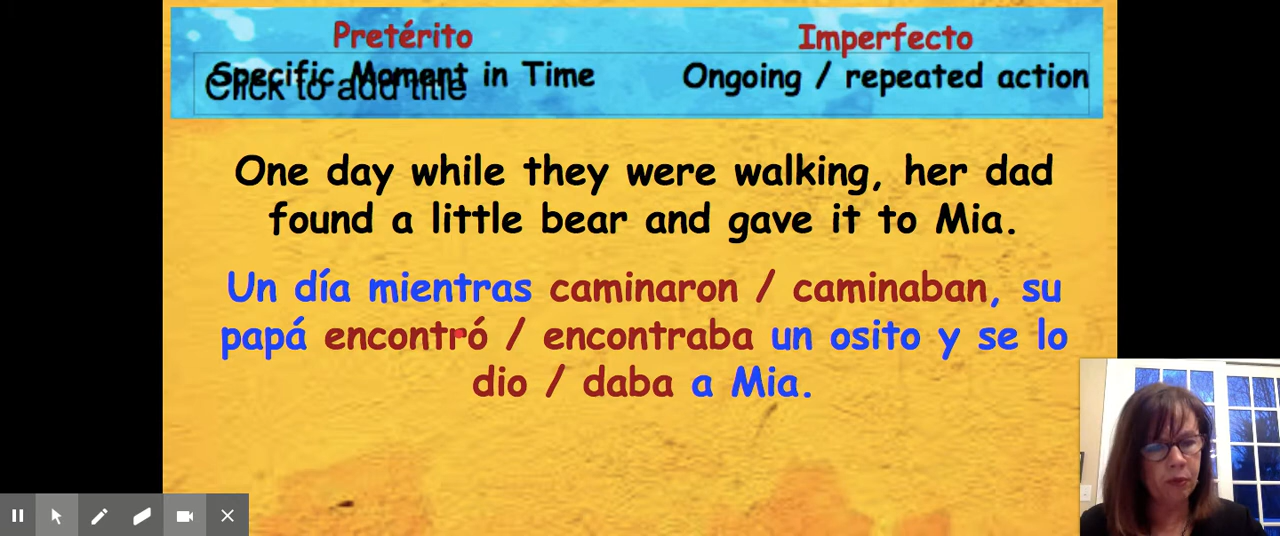 Pretérito
Imperfecto
Specific Moment in Time
Click to add title
Ongoing / repeated action
One day while they were walking, her dad
found a little bear and gave it to Mia.
Un día mientras caminaron / caminaban, su
papá encontró / encontraba un osito y se lo
dio / daba a Mia.